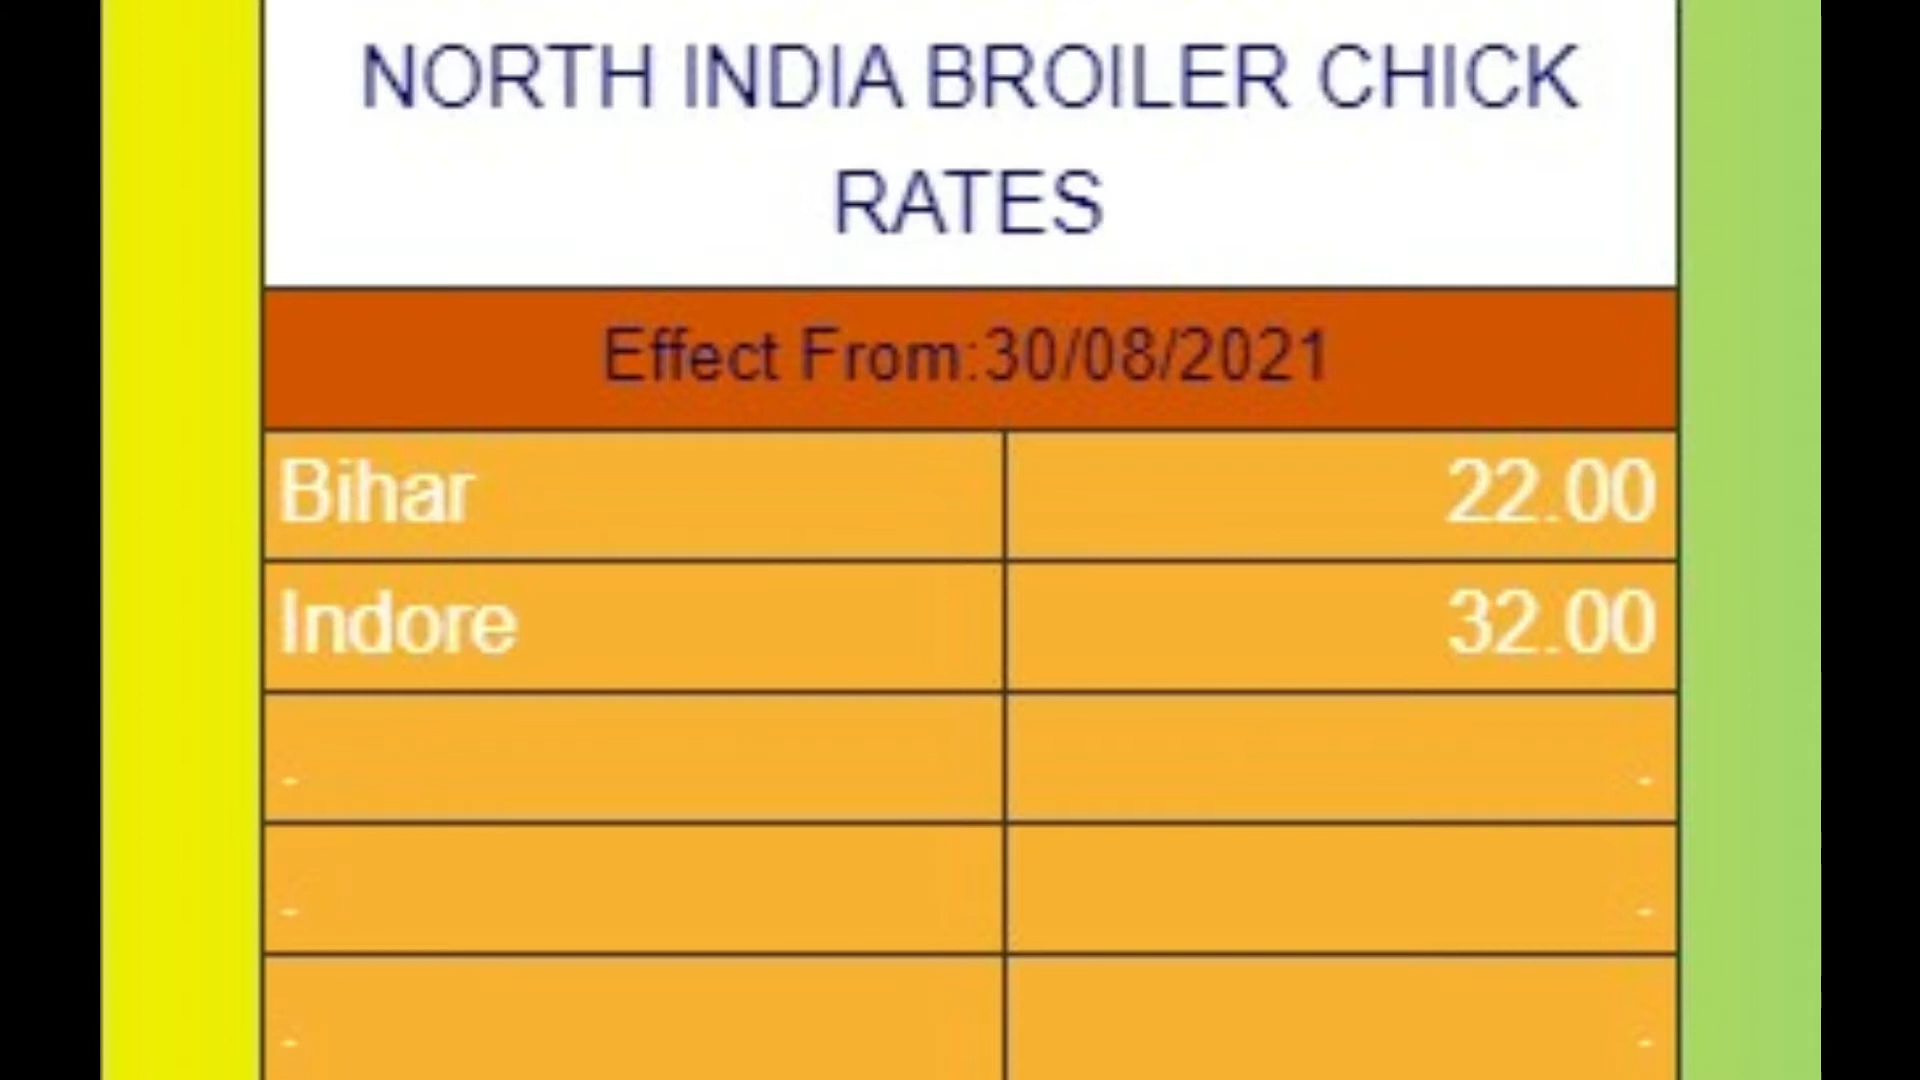 NORTH INDIA BROILER CHICK
RATES
Effect From:30/08/2021
Bihar 22.00
Indore 32.00
- -
- -
- -